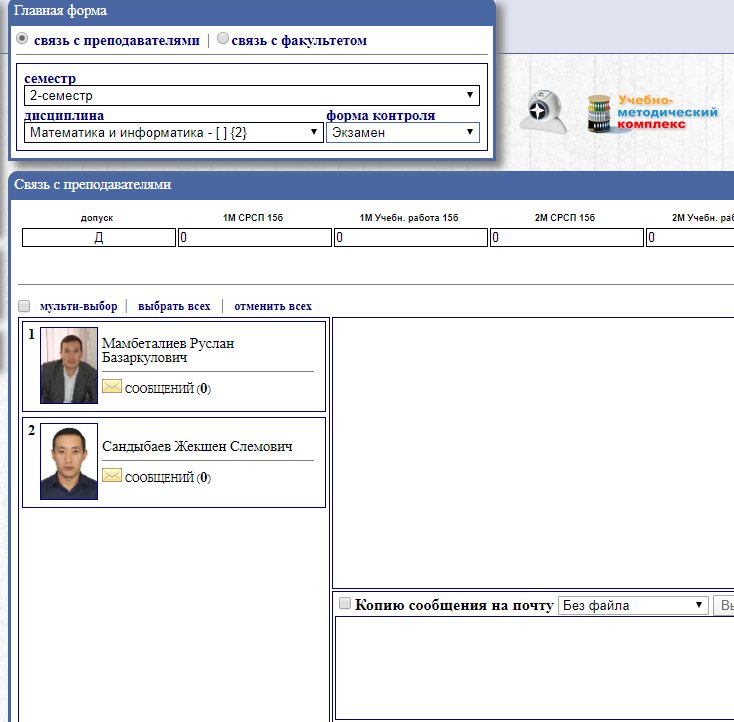 Главная форма
связь с преподавателями | связь с факультетом
семестр
2-семестр
дисциплина форма контроля
Математика и информатика - [ ] {2} Экзамен
Учебно-
методический
комплекс
Связь с преподавателями
допуск 1М СРСП 15б 1М Учебн. работа 15б 2М СРСП 15б 2М Учебн.
Д 0 0 0 0
мульти-выбор | выбрать всех | отменить всех
1 Мамбеталиев Руслан
Базаркулович
СООБЩЕНИЙ (0)
2 Сандыбаев Жекшен Слемович
СООБЩЕНИЙ (0)
Копию сообщения на почту Без файла